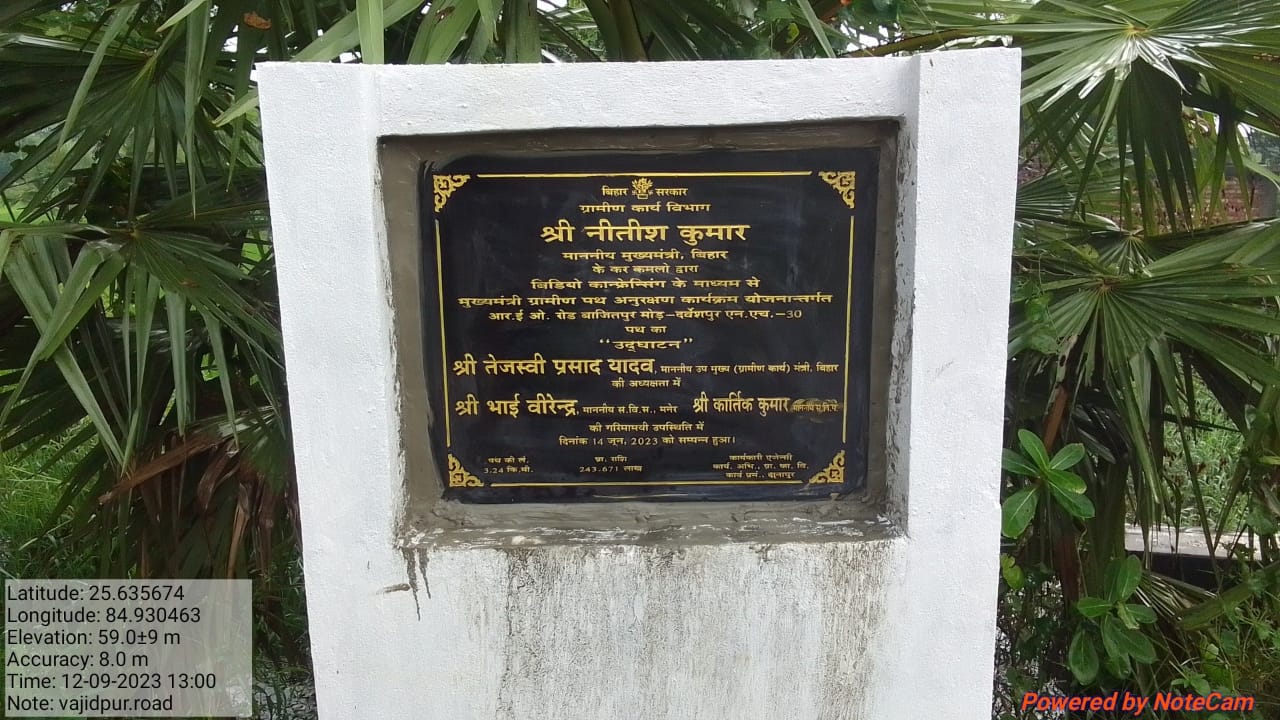 बिहार सरकार
ग्रामीण कार्य विभाग
श्री नीतीश कुमार
माननीय मुख्यमंत्री, बिहार
के कर कमलो द्वारा
विडियो कान्फ्रेन्सिंग के माध्यम से
मुख्यमंत्री ग्रामीण पथ अनुरक्षण कार्यक्रम योजनान्तर्गत
आर.ई ओ. रोड बाजितपुर मोड़-दर्वेशपुर एन.एच.-30
पथ का
‘‘उद्घाटन’’
श्री तेजस्वी प्रसाद यादव, माननीय उप मुख्य (ग्रामीण कार्य) मंत्री, बिहार
की अध्यक्षता में
श्री भाई वीरेन्द्र, माननीय स.वि.स., मनेर श्री कार्तिक कुमार
की गरिमामयी उपस्थिति में
दिनांक 14 जून, 2023 को सम्पन्न हुआ।
पथ की लं. प्रा. राशि कार्यकारी एजेन्सी
3.24 कि.मी. 243.671 लाख कार्य. अभि., ग्रा. का. वि.
कार्य प्रमं., दानापुर
Latitude: 25.635674
Longitude: 84.930463
Elevation: 59.0±9 m
Accuracy: 8.0 m
Time: 12-09-2023 13:00
Note: vajidpur.road
Powered by NoteCam